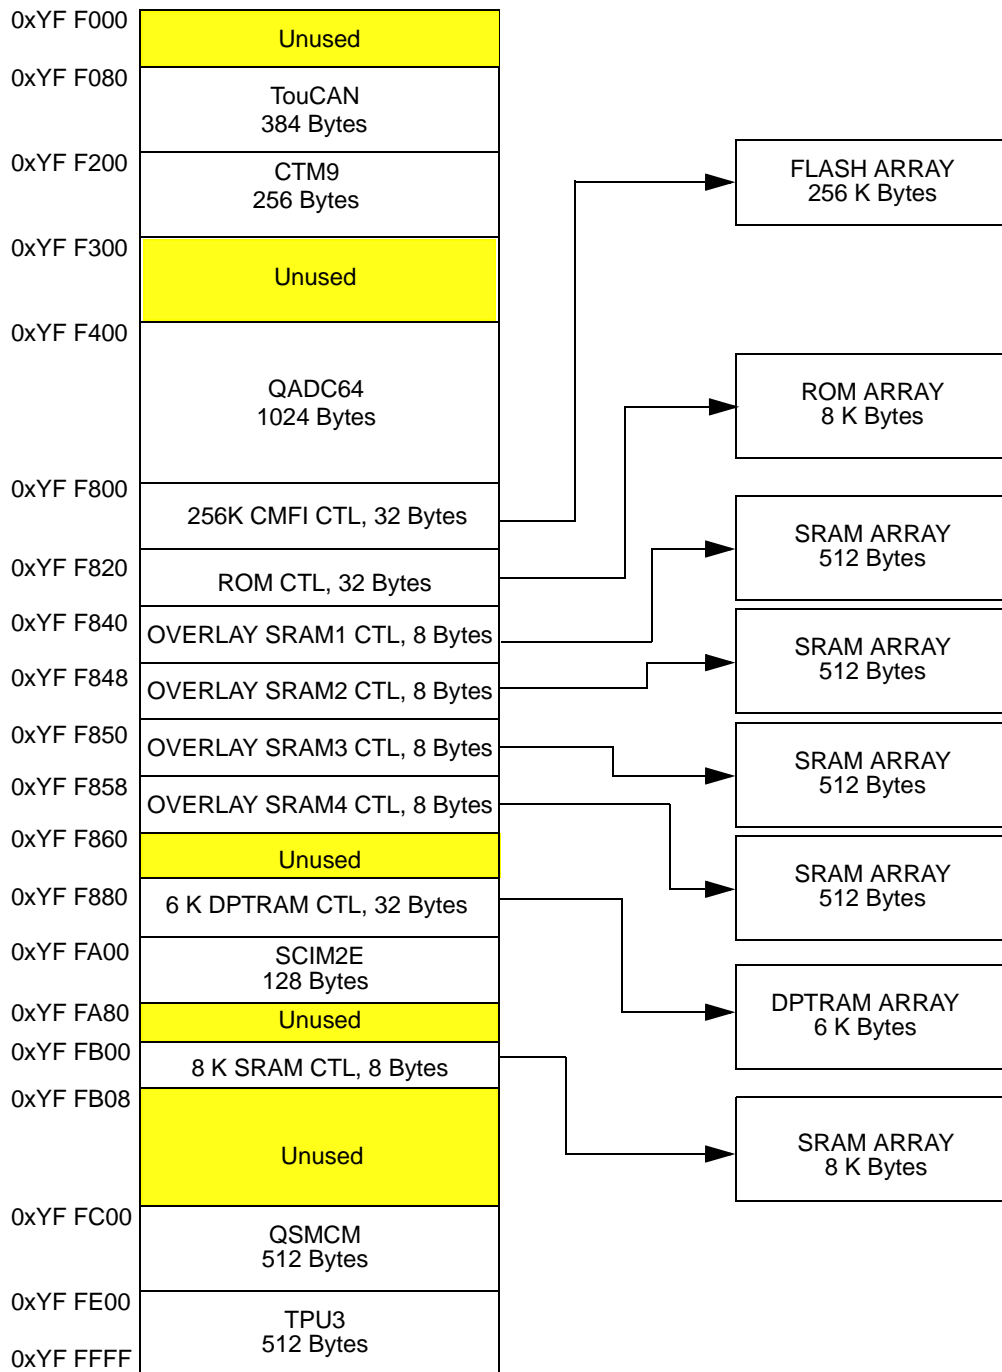 0xYF F000
Unused
0xYF F080
TouCAN
384 Bytes
0xYF F200
CTM9
256 Bytes
FLASH ARRAY
256 K Bytes
0xYF F300
Unused
0xYF F400
QADC64
1024 Bytes
ROM ARRAY
8 K Bytes
0xYF F800
256K CMFI CTL, 32 Bytes
SRAM ARRAY
512 Bytes
0xYF F820
ROM CTL, 32 Bytes
0xYF F840
OVERLAY SRAM1 CTL, 8 Bytes
SRAM ARRAY
512 Bytes
0xYF F848
OVERLAY SRAM2 CTL, 8 Bytes
0xYF F850
OVERLAY SRAM3 CTL, 8 Bytes
SRAM ARRAY
512 Bytes
0xYF F858
OVERLAY SRAM4 CTL, 8 Bytes
0xYF F860
Unused
SRAM ARRAY
512 Bytes
0xYF F880
6 K DPTRAM CTL, 32 Bytes
0xYF FA00
SCIM2E
128 Bytes
DPTRAM ARRAY
6 K Bytes
0xYF FA80
Unused
0xYF FB00
8 K SRAM CTL, 8 Bytes
0xYF FB08
Unused
SRAM ARRAY
8 K Bytes
0xYF FC00
QSMCM
512 Bytes
0xYF FE00
TPU3
512 Bytes
0xYF FFFF